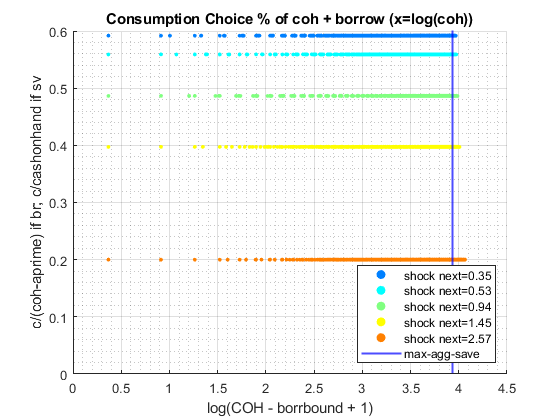 Consumption Choice % of coh + borrow (x=log(coh))
c/(coh-aprime) if br, c/cashonhand if sv
0.6
0.5
0.4
0.3
0.2
0.1
0
shock next=0.35
shock next=0.53
shock next=0.94
shock next=1.45
shock next=2.57
max-agg-save
0 0.5 1 1.5 2 2.5 3 3.5 4 4.5
log(COH - borrbound + 1)